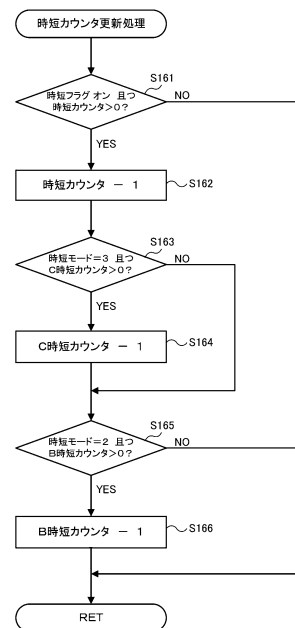 時短カウンタ更新処理
S161
時短フラグ オン 且つ
時短カウンタ>0?
NO
YES
時短カウンタ － 1
S162
S163
時短モード=3 且つ
C時短カウンタ>0?
NO
YES
C時短カウンタ － 1
S164
S165
時短モード=2 且つ
B時短カウンタ>0?
NO
YES
B時短カウンタ － 1
S166
RET